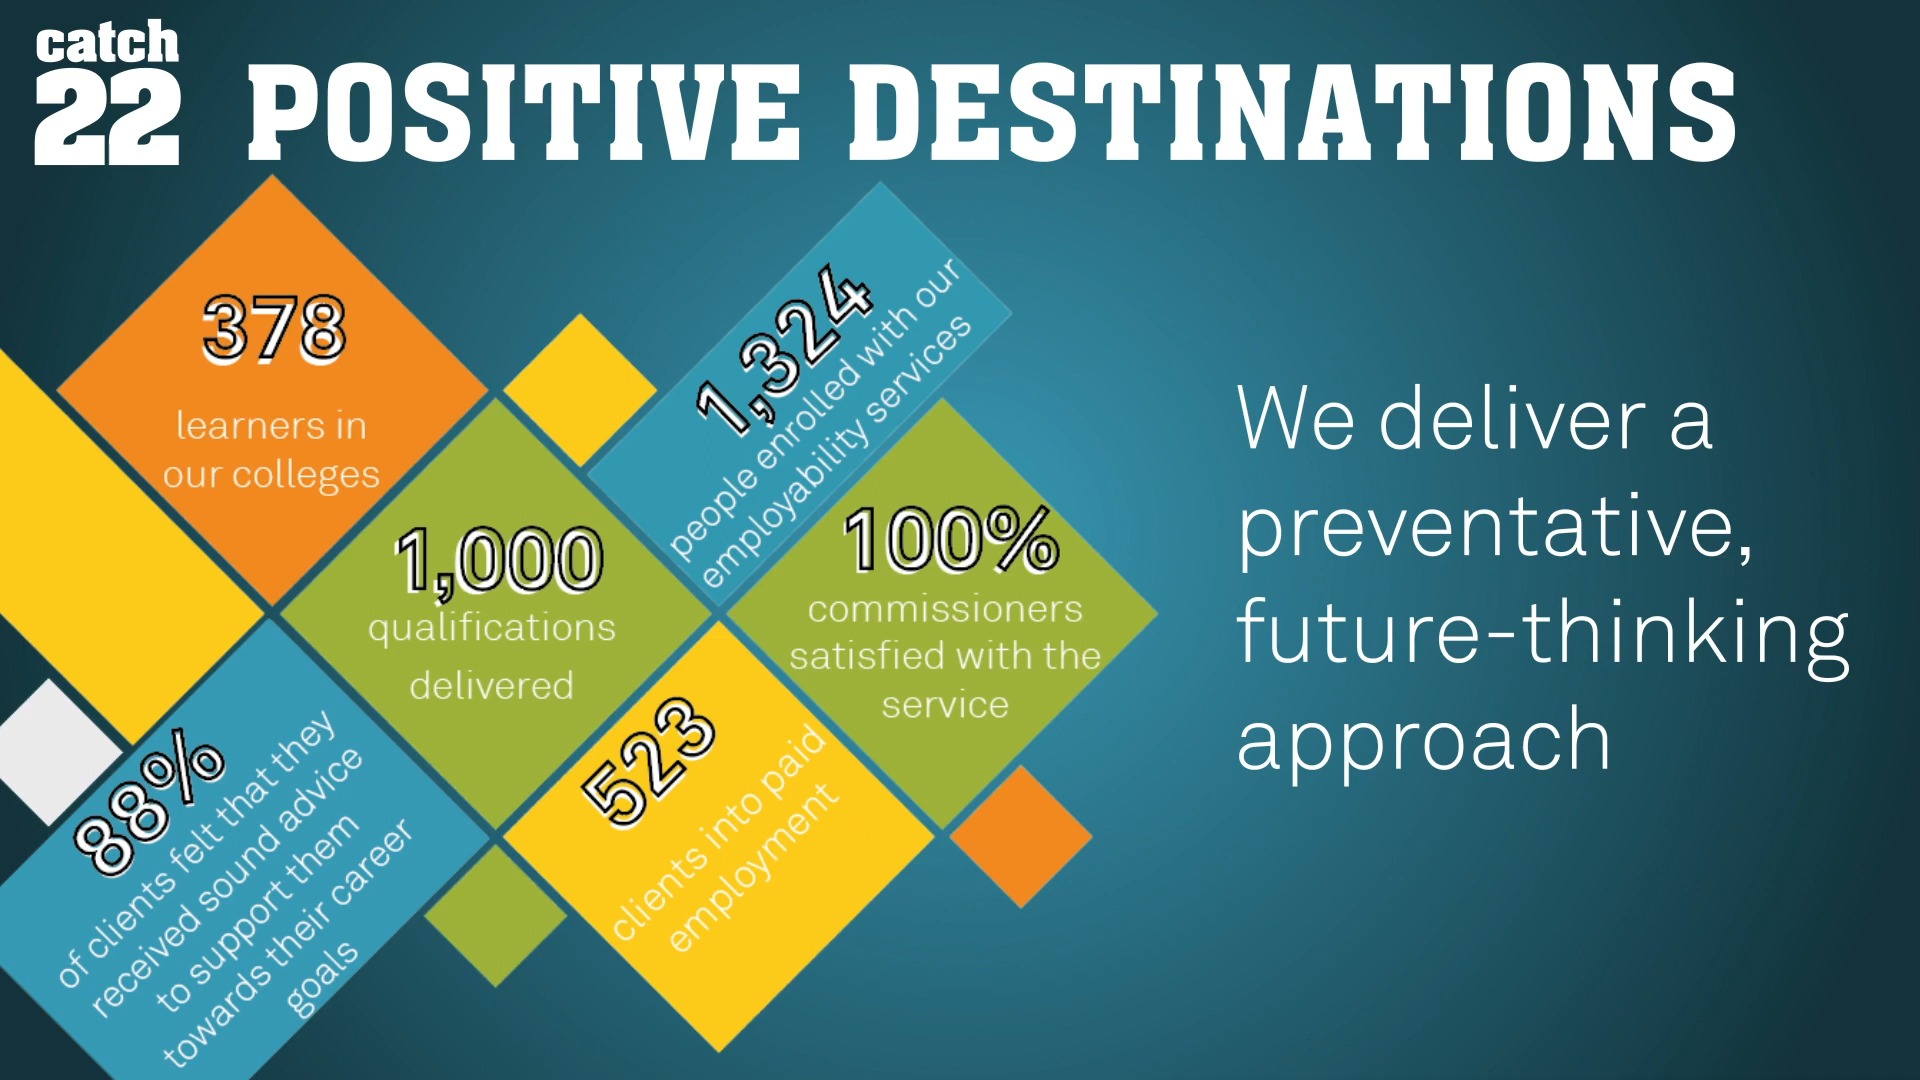 catch
22
POSITIVE DESTINATIONS
378
learners in
our colleges
1,324
people enrolled with our
employability services
1,000
qualifications
delivered
100%
commissioners
satisfied with the
service
88%
of clients felt that they
received sound advice
to support them
towards their career
goals
523
clients into paid
employment
We deliver a
preventative,
future-thinking
approach